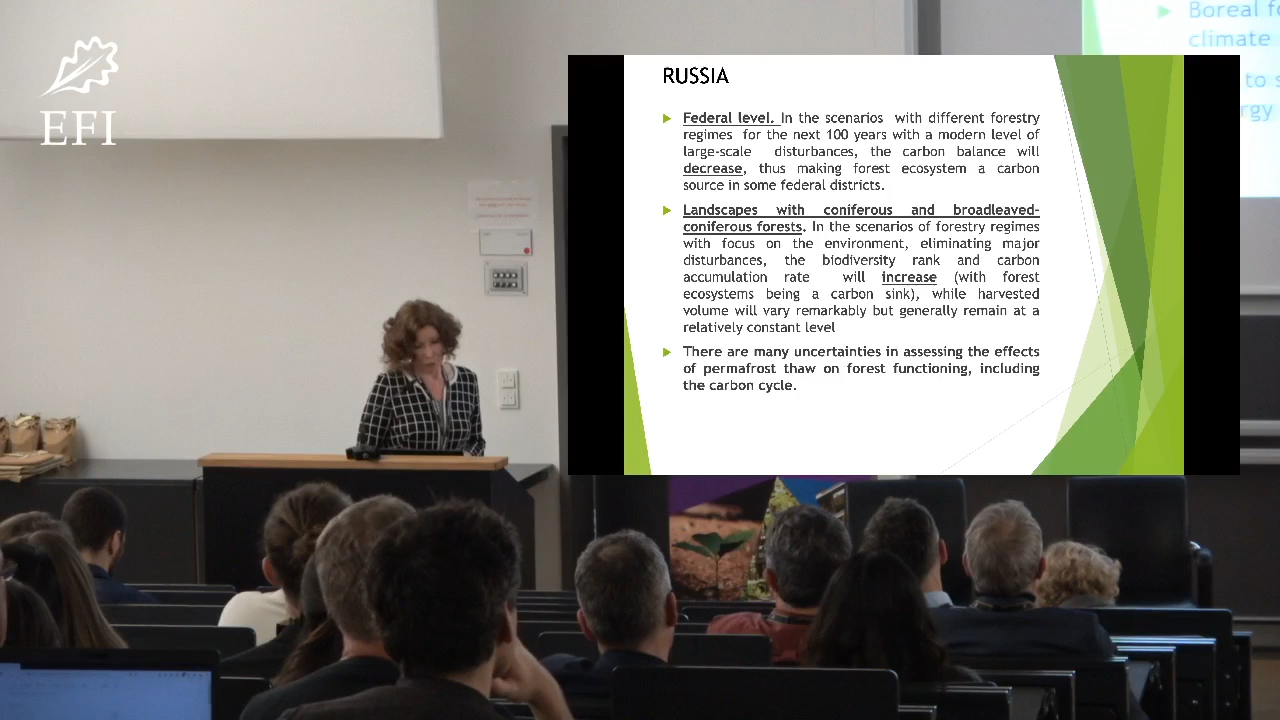 EFI
Boreal
climate
to
RUSSIA
Federal level. In the scenarios with different forestry
regimes for the next 100 years with a modern level of
large-scale disturbances, the carbon balance will
decrease, thus making forest ecosystem a carbon
source in some federal districts.
Landscapes with coniferous and broadleaved-
coniferous forests. In the scenarios of forestry regimes
with focus on the environment, eliminating major
disturbances, the biodiversity rank and carbon
accumulation rate will increase (with forest
ecosystems being a carbon sink), while harvested
volume will vary remarkably but generally remain at a
relatively constant level
There are many uncertainties in assessing the effects
of permafrost thaw on forest functioning, including
the carbon cycle.